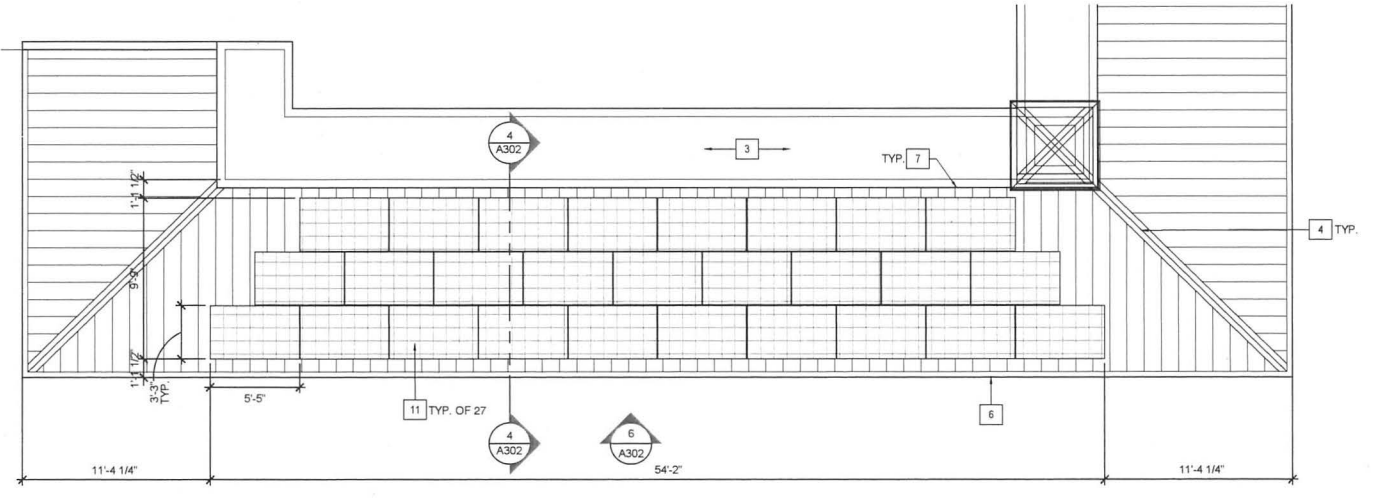 4
A302
3
TYP. 7
4 TYP.
1'-1 1/2"
9'-9"
1'-1 1/2"
3'-3"
TYP.
5'-5"
11 TYP. OF 27
6
4
A302
6
A302
11'-4 1/4"
54'-2"
11'-4 1/4"